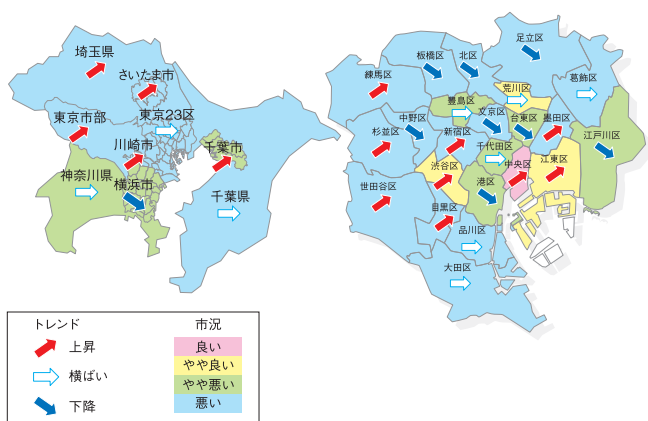 埼玉県
さいたま市
東京市部
東京23区
川崎市
千葉市
神奈川県
横浜市
千葉県
足立区
板橋区
北区
練馬区
葛飾区
荒川区
豊島区
文京区
台東区
墨田区
中野区
杉並区
新宿区
江戸川区
千代田区
渋谷区
中央区
江東区
港区
世田谷区
目黒区
品川区
大田区
トレンド
上昇
横ばい
下降
市況
良い
やや良い
やや悪い
悪い